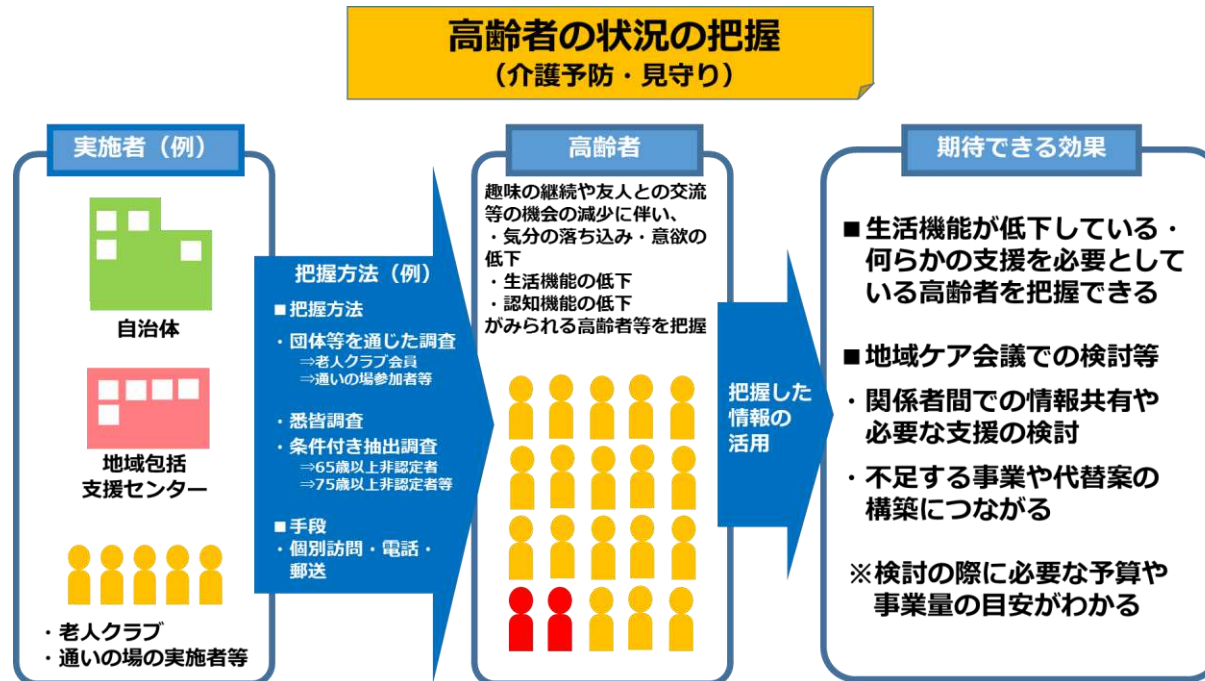 高齢者の状況の把握
(介護予防・見守り)
実施者(例)
自治体
地域包括
支援センター
・老人クラブ
・通いの場の実施者等
把握方法(例)
■把握方法
・団体等を通じた調査
⇒老人クラブ会員
⇒通いの場参加者等
・悉皆調査
・条件付き抽出調査
⇒65歳以上非認定者
⇒75歳以上非認定者等
■手段
・個別訪問・電話・
郵送
高齢者
趣味の継続や友人との交流
等の機会の減少に伴い、
・気分の落ち込み・意欲の
低下
・生活機能の低下
・認知機能の低下
がみられる高齢者等を把握
把握した
情報の
活用
期待できる効果
■生活機能が低下している・
何らかの支援を必要として
いる高齢者を把握できる
■地域ケア会議での検討等
・関係者間での情報共有や
必要な支援の検討
・不足する事業や代替案の
構築につながる
※検討の際に必要な予算や
事業量の目安がわかる